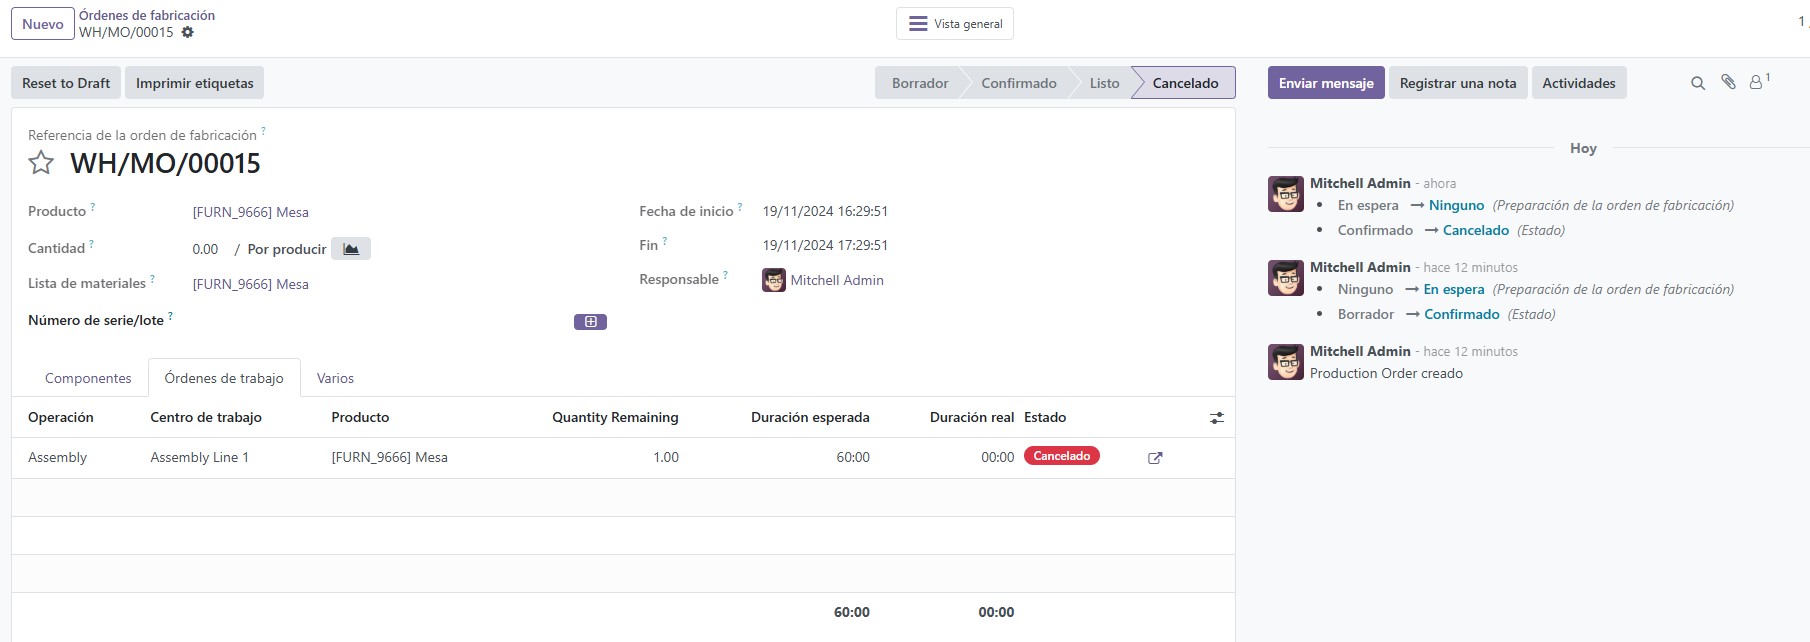 Nuevo
Órdenes de fabricación
WH/MO/00015
Vista general
1
Reset to Draft
Imprimir etiquetas
Borrador
Confirmado
Listo
Cancelado
Enviar mensaje
Registrar una nota
Actividades
1
Referencia de la orden de fabricación ?
WH/MO/00015
Producto ? [FURN_9666] Mesa
Cantidad ? 0.00 / Por producir
Lista de materiales ? [FURN_9666] Mesa
Número de serie/lote ?
Fecha de inicio ? 19/11/2024 16:29:51
Fin ? 19/11/2024 17:29:51
Responsable ? Mitchell Admin
Componentes
Órdenes de trabajo
Varios
Operación Centro de trabajo Producto Quantity Remaining Duración esperada Duración real Estado
Assembly Assembly Line 1 [FURN_9666] Mesa 1.00 60:00 00:00 Cancelado
60:00 00:00
Hoy
Mitchell Admin - ahora
• En espera → Ninguno (Preparación de la orden de fabricación)
• Confirmado → Cancelado (Estado)
Mitchell Admin - hace 12 minutos
• Ninguno → En espera (Preparación de la orden de fabricación)
• Borrador → Confirmado (Estado)
Mitchell Admin - hace 12 minutos
Production Order creado